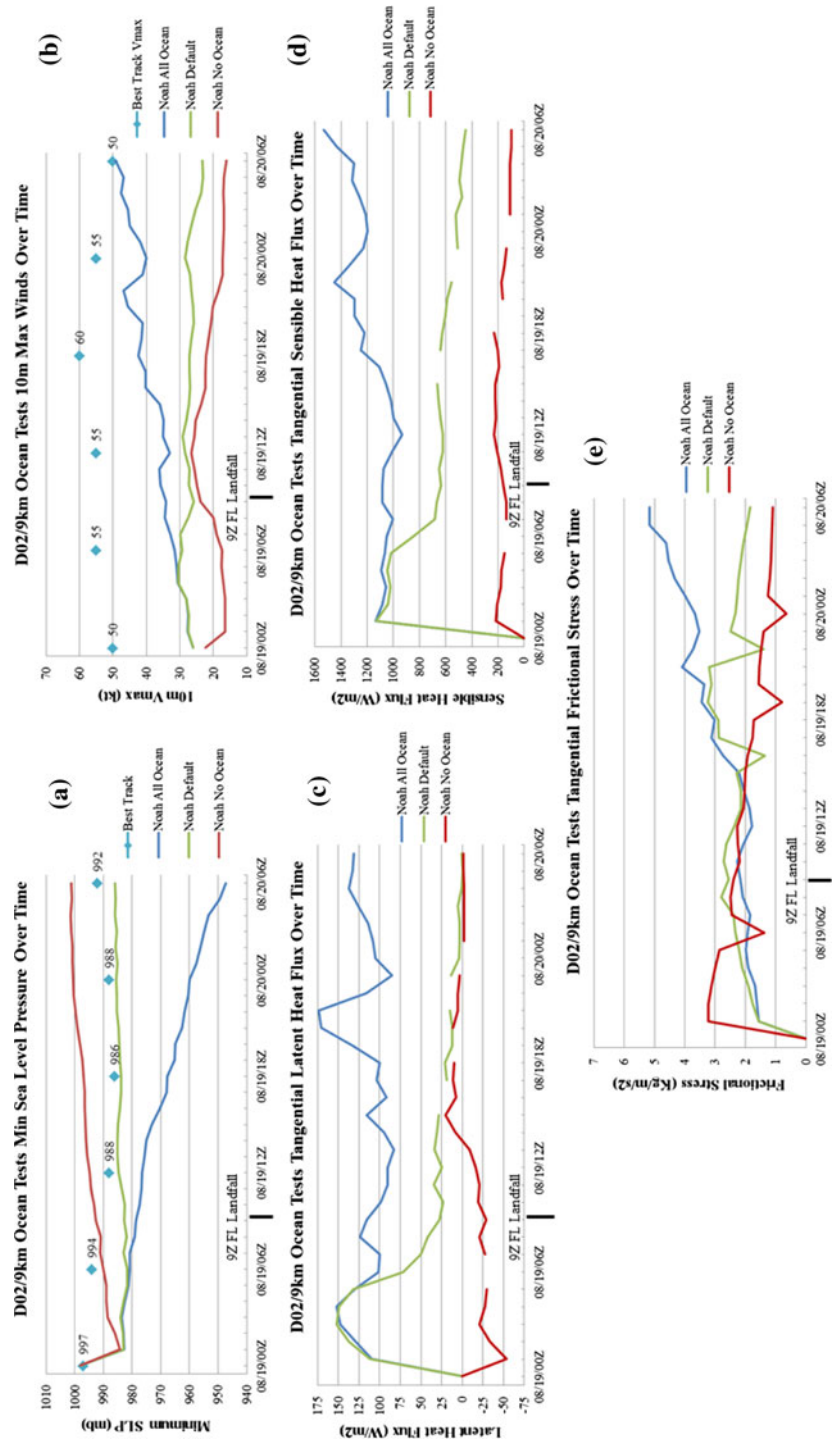 (a)
D02/9km Ocean Tests Min Sea Level Pressure Over Time
Minimum SLP (mb)
1010
1000
990
980
970
960
950
940
997
994
988
986
988
992
08/19/00Z
08/19/06Z
08/19/12Z
08/19/18Z
08/20/00Z
08/20/06Z
9Z FL Landfall
Best Track
Noah All Ocean
Noah Default
Noah No Ocean
(b)
D02/9km Ocean Tests 10m Max Winds Over Time
10m Vmax (kt)
70
60
50
40
30
20
10
50
55
55
60
55
50
08/19/00Z
08/19/06Z
08/19/12Z
08/19/18Z
08/20/00Z
08/20/06Z
9Z FL Landfall
Best Track Vmax
Noah All Ocean
Noah Default
Noah No Ocean
(c)
D02/9km Ocean Tests Tangential Latent Heat Flux Over Time
Latent Heat Flux (W/m2)
175
150
125
100
75
50
25
0
-25
-50
-75
08/19/00Z
08/19/06Z
08/19/12Z
08/19/18Z
08/20/00Z
08/20/06Z
9Z FL Landfall
Noah All Ocean
Noah Default
Noah No Ocean
(d)
D02/9km Ocean Tests Tangential Sensible Heat Flux Over Time
Sensible Heat Flux (W/m2)
1600
1400
1200
1000
800
600
400
200
0
08/19/00Z
08/19/06Z
08/19/12Z
08/19/18Z
08/20/00Z
08/20/06Z
9Z FL Landfall
Noah All Ocean
Noah Default
Noah No Ocean
(e)
D02/9km Ocean Tests Tangential Frictional Stress Over Time
Frictional Stress (Kg/m/s2)
7
6
5
4
3
2
1
0
08/19/00Z
08/19/06Z
08/19/12Z
08/19/18Z
08/20/00Z
08/20/06Z
9Z FL Landfall
Noah All Ocean
Noah Default
Noah No Ocean